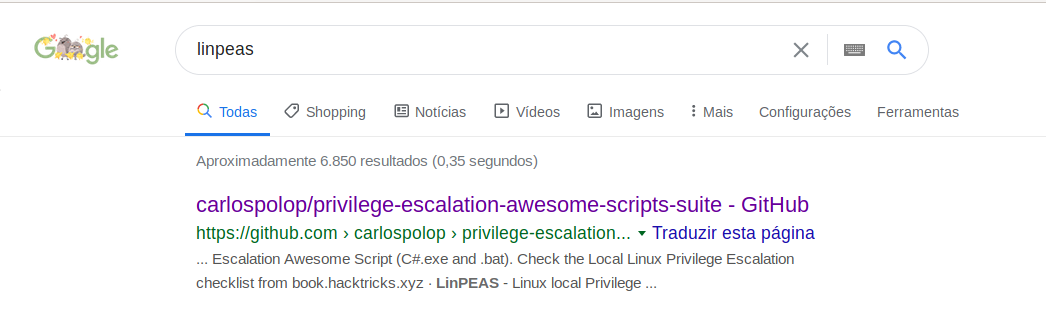 Google
linpeas
Todas Shopping Notícias Vídeos Imagens Mais Configurações Ferramentas
Aproximadamente 6.850 resultados (0,35 segundos)
carlospolop/privilege-escalation-awesome-scripts-suite - GitHub
https://github.com › carlospolop › privilege-escalation... Traduzir esta página
... Escalation Awesome Script (C#.exe and .bat). Check the Local Linux Privilege Escalation
checklist from book.hacktricks.xyz · LinPEAS - Linux local Privilege ...